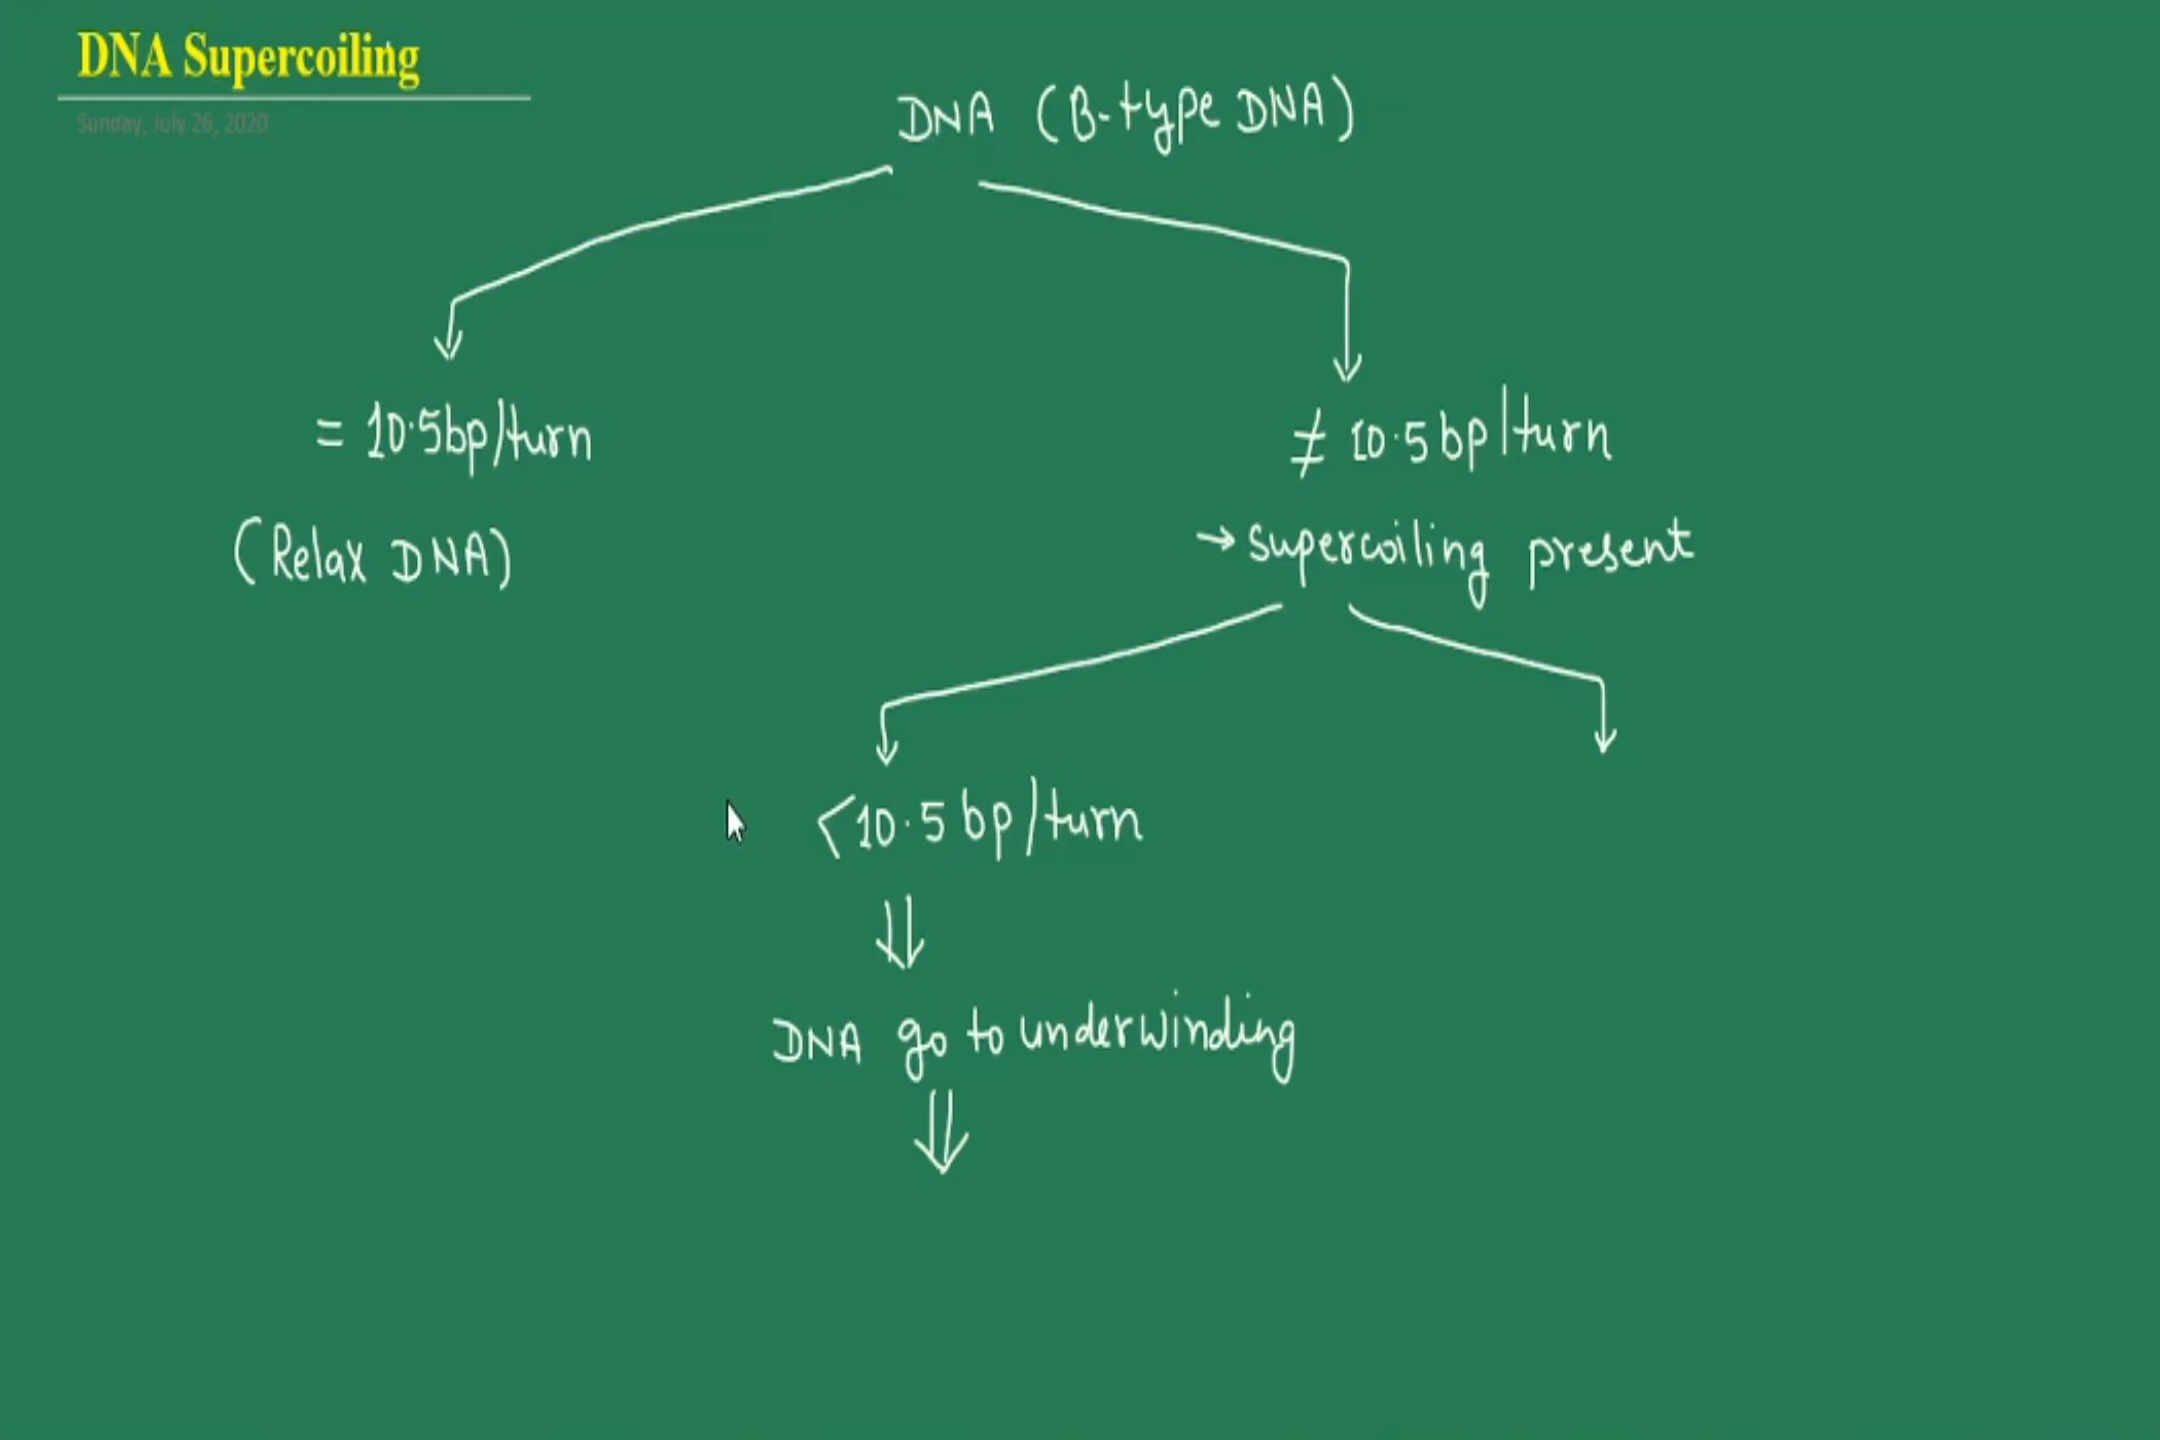 DNA Supercoiling
Sunday, July 26, 2020
DNA (B-type DNA)
= 10.5bp/turn
≠ 10.5 bp/turn
(Relax DNA)
→ Supercoiling present
<10.5 bp/turn
⇓
DNA go to underwinding
⇓